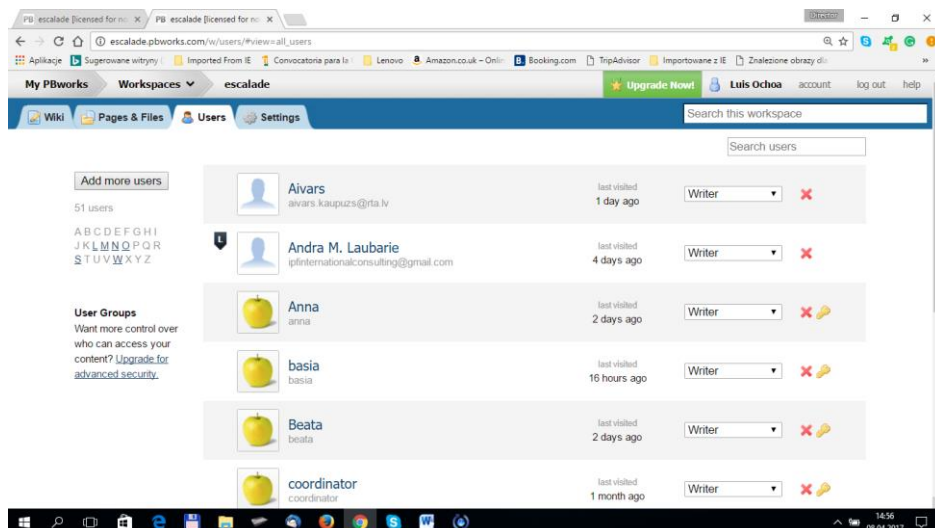 PB escalade [licensed for no
PB escalade [licensed for no
escalade.pbworks.com/w/users/#view=all_users
Aplikacje
Sugerowane witryny
Imported From IE
Convocatoria para la
Lenovo
Amazon.co.uk – Onlin
Booking.com
TripAdvisor
Importowane z IE
Znalezione obrazy dla
My PBworks
Workspaces
escalade
Upgrade Now!
Luis Ochoa
account
log out
help
Wiki
Pages & Files
Users
Settings
Search this workspace
Search users
Add more users
51 users
A B C D E F G H I
J K L M N O P Q R
S T U V W X Y Z
User Groups
Want more control over
who can access your
content? Upgrade for
advanced security.
Aivars
aivars.kaupuzs@rta.lv
last visited
1 day ago
Writer
L
Andra M. Laubarie
ipfinternationalconsulting@gmail.com
last visited
4 days ago
Writer
Anna
anna
last visited
2 days ago
Writer
basia
basia
last visited
16 hours ago
Writer
Beata
beata
last visited
2 days ago
Writer
coordinator
coordinator
last visited
1 month ago
Writer
14:56
08.04.2017